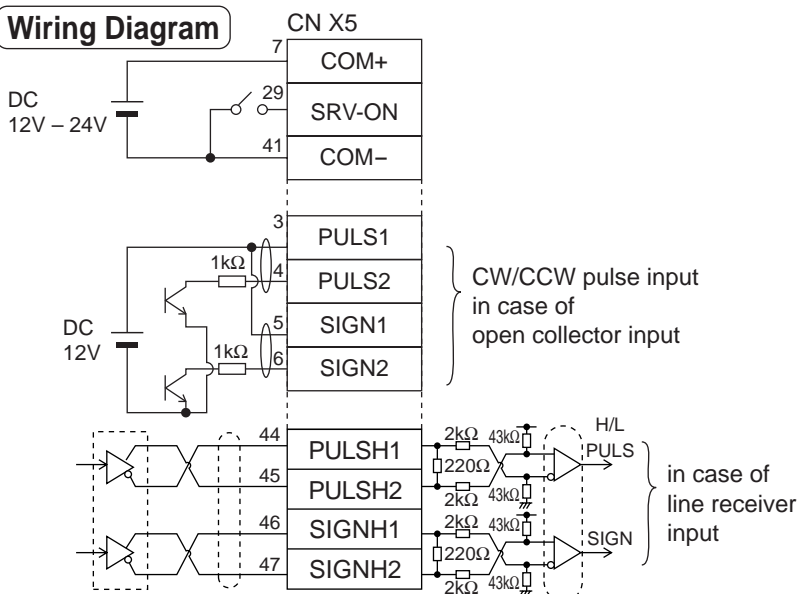 Wiring Diagram
CN X5
7
COM+
DC
12V – 24V
29
SRV-ON
41
COM−
3
PULS1
1kΩ
4
PULS2
5
SIGN1
DC
12V
1kΩ
6
SIGN2
CW/CCW pulse input
in case of
open collector input
44
PULSH1
45
PULSH2
46
SIGNH1
47
SIGNH2
2kΩ
43kΩ
220Ω
2kΩ
43kΩ
H/L
PULS
2kΩ
43kΩ
220Ω
2kΩ
43kΩ
SIGN
in case of
line receiver
input